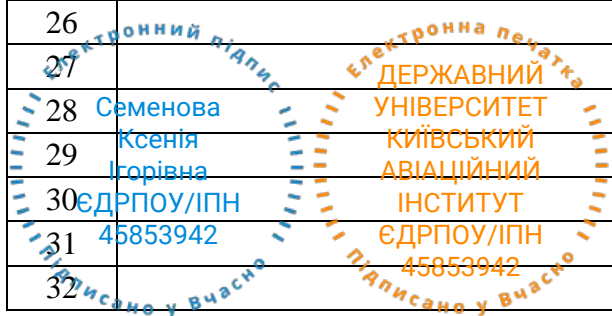 26
27
28
29
30
31
32
Електронний підпис
Семенова
Ксенія
Ігорівна
ЄДРПОУ/ІПН
45853942
Підписано у Вчасно
Електронна печатка
ДЕРЖАВНИЙ
УНІВЕРСИТЕТ
КИЇВСЬКИЙ
АВІАЦІЙНИЙ
ІНСТИТУТ
ЄДРПОУ/ІПН
45853942
Підписано у Вчасно